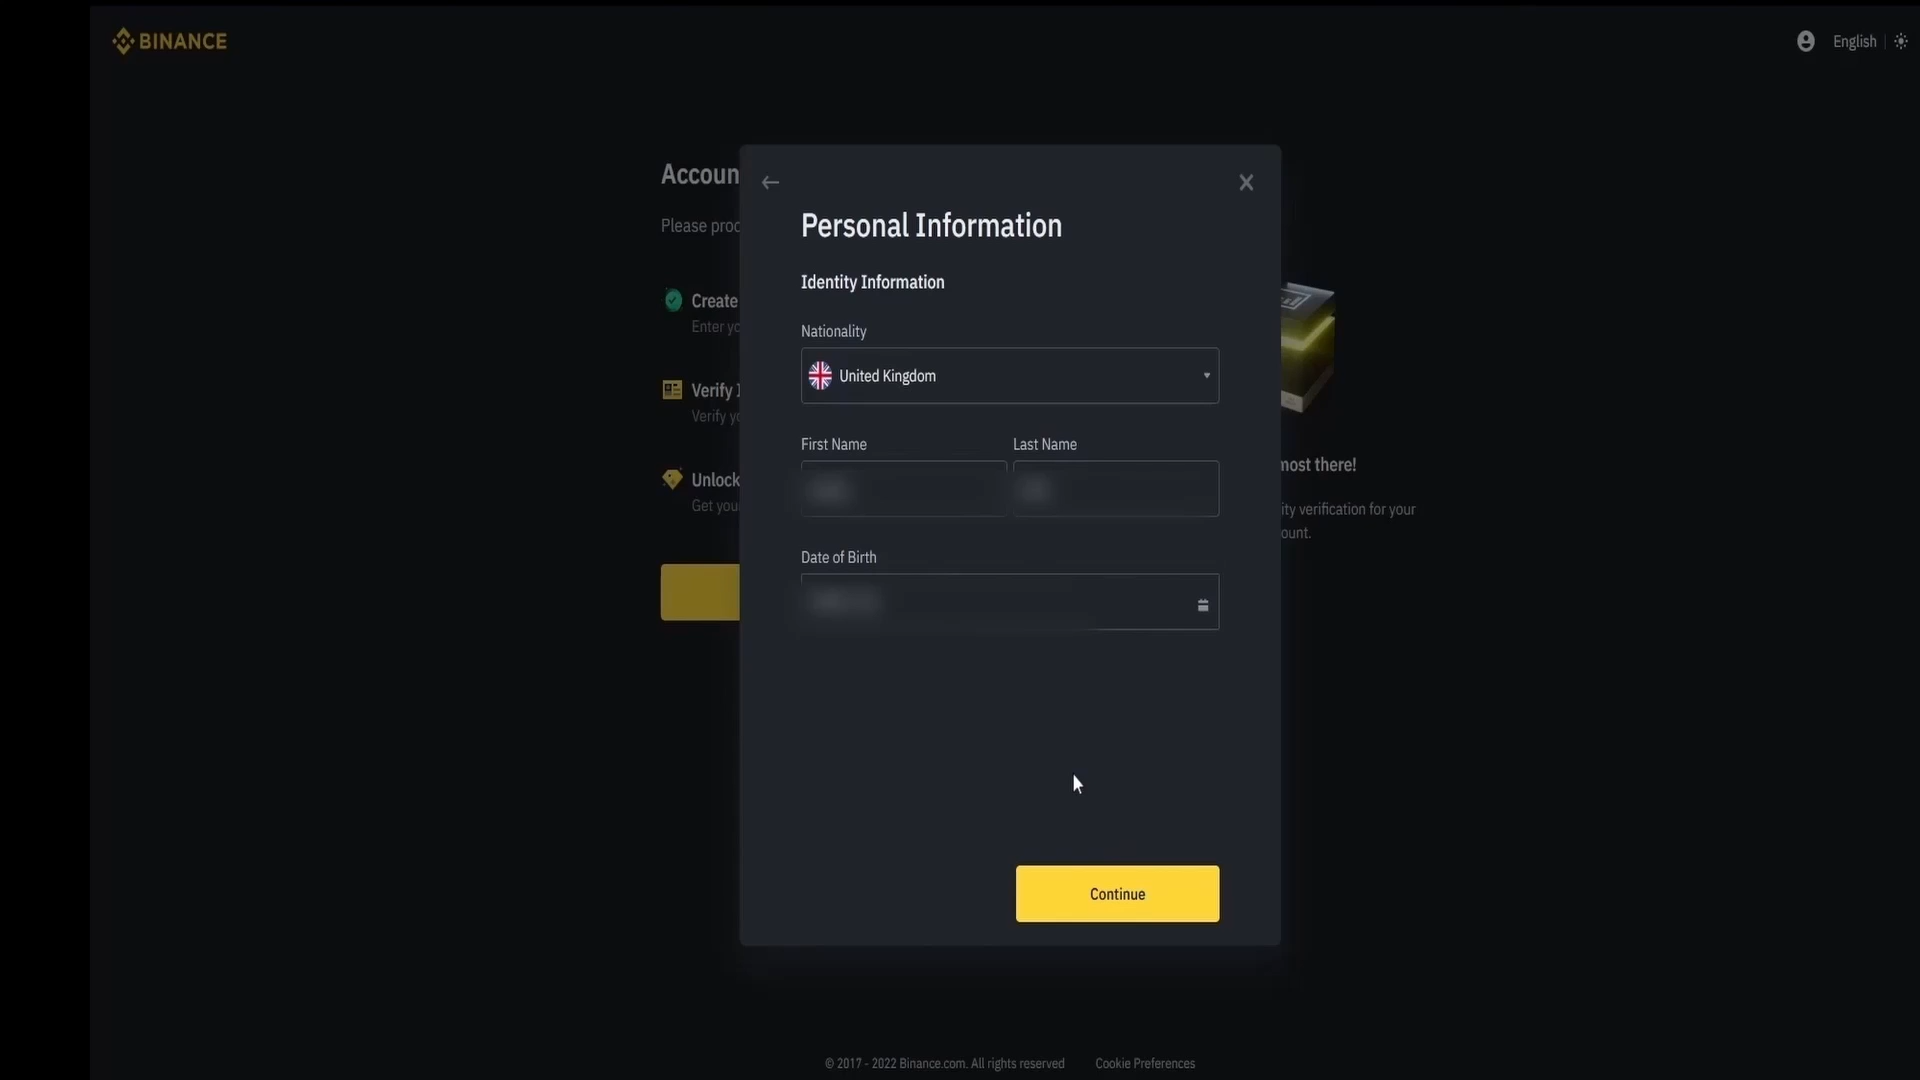 BINANCE
English
Accoun
Please proc
Personal Information
Identity Information
Create
Enter yo
Nationality
United Kingdom
Verify
Verify yo
First Name
Last Name
most there!
Unlock
Get you
ity verification for your
ount.
Date of Birth
Continue
© 2017 - 2022 Binance.com. All rights reserved
Cookie Preferences